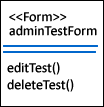 <<Form>>
adminTestForm
editTest()
deleteTest()